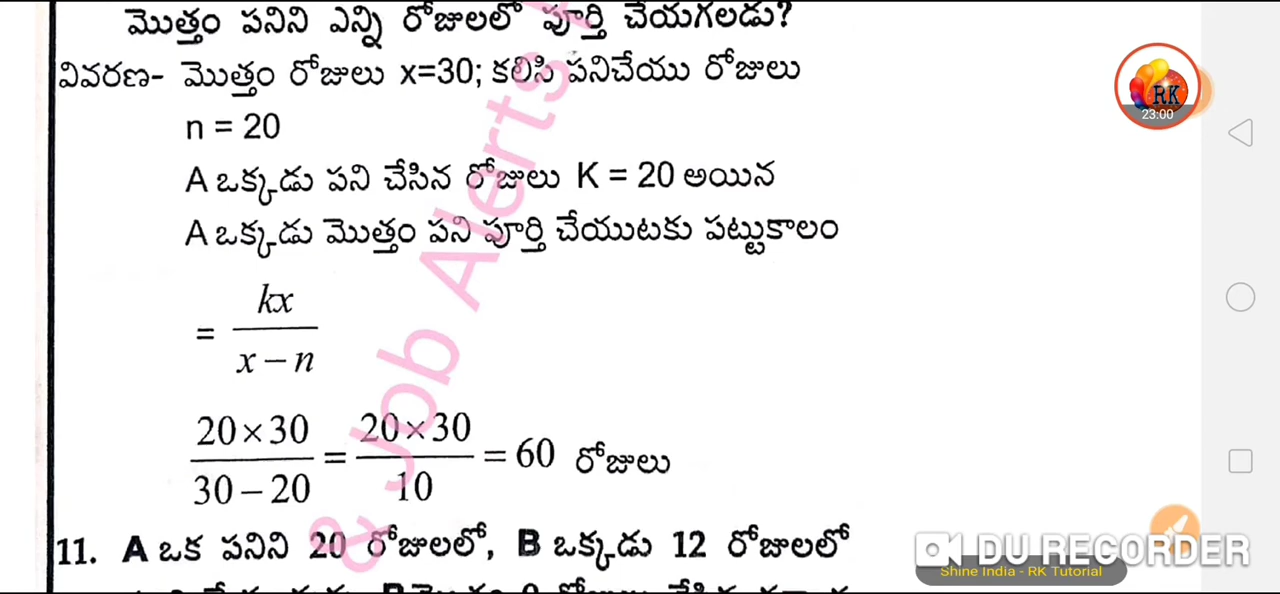 మొత్తం పనిని ఎన్ని రోజులలో పూర్తి చేయగలడు?
వివరణ- మొత్తం రోజులు x=30; కలిసి పనిచేయు రోజులు
n = 20
A ఒక్కడు పని చేసిన రోజులు K = 20 అయిన
A ఒక్కడు మొత్తం పని పూర్తి చేయుటకు పట్టుకాలం
= kx / x − n
20 × 30 / 30 − 20 = 20 × 30 / 10 = 60 రోజులు
11. A ఒక పనిని 20 రోజులలో, B ఒక్కడు 12 రోజులలో
& Job Alerts
RK
23:00
DU RECORDER
Shine India - RK Tutorial